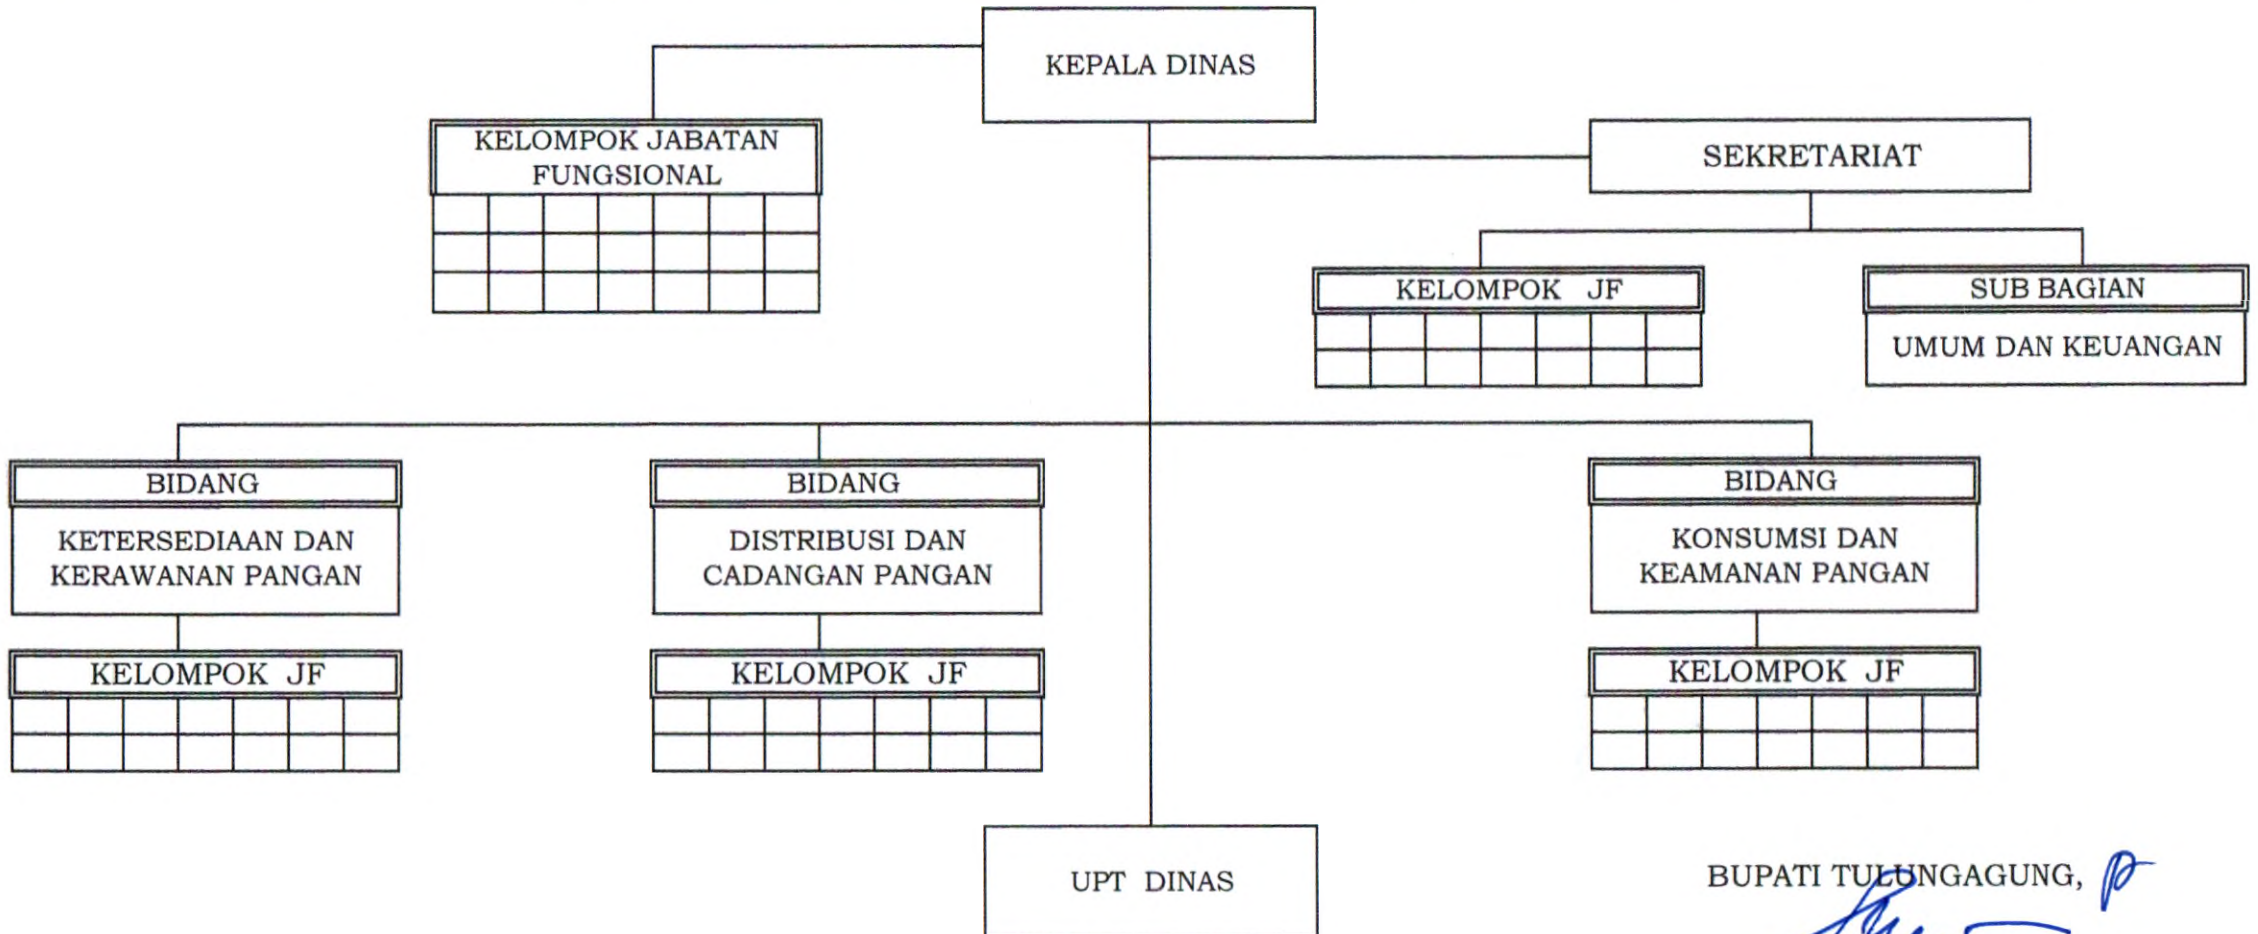 KEPALA DINAS
KELOMPOK JABATAN
FUNGSIONAL
SEKRETARIAT
KELOMPOK JF
SUB BAGIAN
UMUM DAN KEUANGAN
BIDANG
KETERSEDIAAN DAN
KERAWANAN PANGAN
BIDANG
DISTRIBUSI DAN
CADANGAN PANGAN
BIDANG
KONSUMSI DAN
KEAMANAN PANGAN
KELOMPOK JF
KELOMPOK JF
KELOMPOK JF
UPT DINAS
BUPATI TULUNGAGUNG,